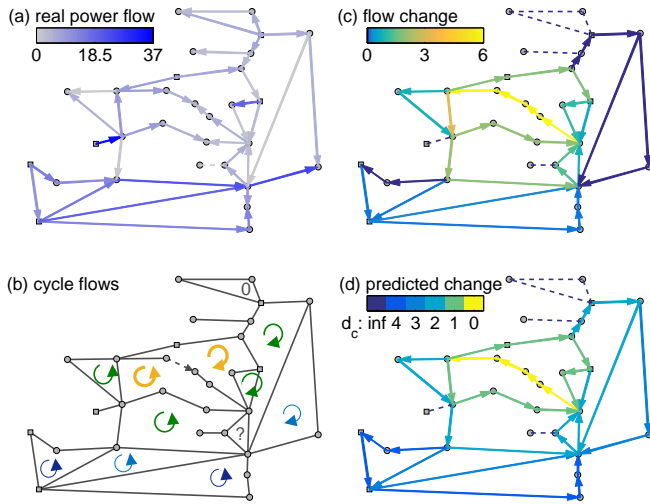 (a) real power flow
0 18.5 37
(c) flow change
0 3 6
(b) cycle flows
0
?
(d) predicted change
d_c: inf 4 3 2 1 0